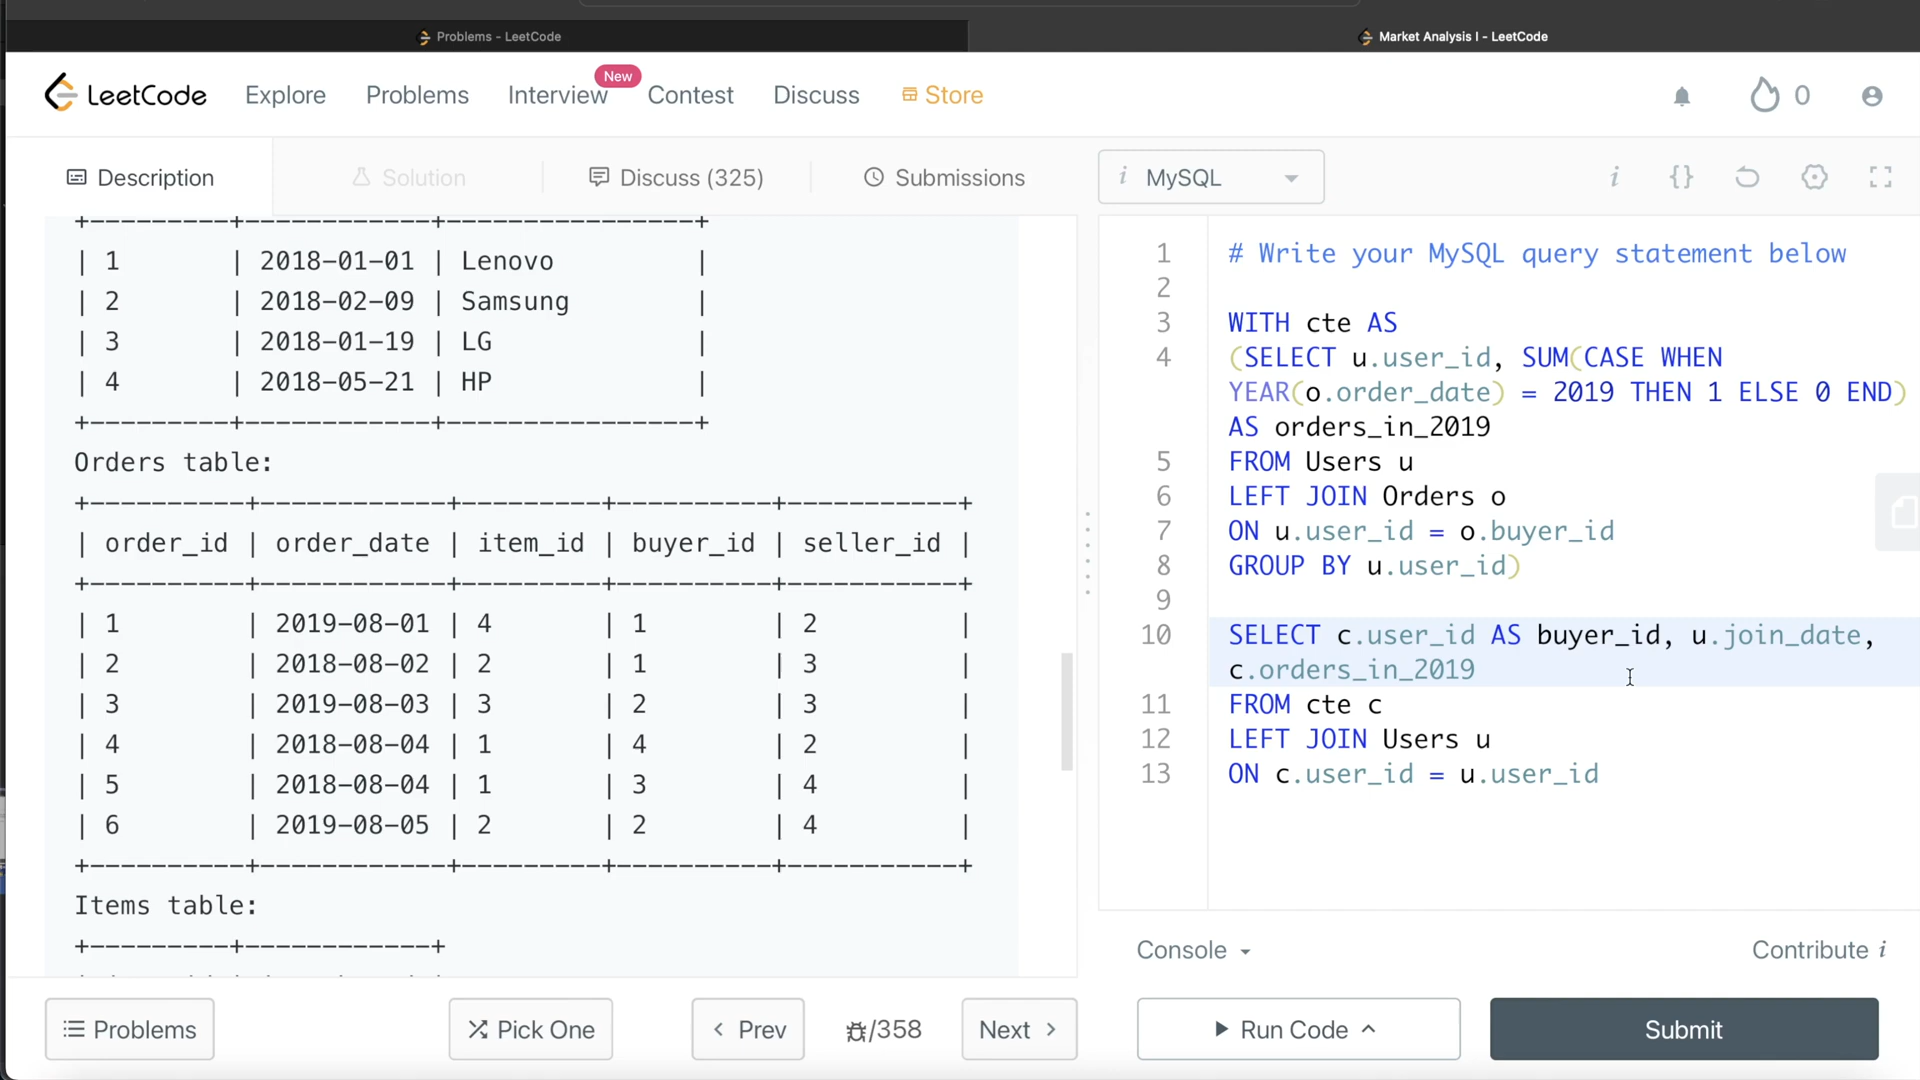 Problems - LeetCode
Market Analysis I - LeetCode
LeetCode
Explore
Problems
Interview
New
Contest
Discuss
Store
0
Description
Solution
Discuss (325)
Submissions
i MySQL
i {}
+----------+------------+----------------+
| 1        | 2018-01-01 | Lenovo         |
| 2        | 2018-02-09 | Samsung        |
| 3        | 2018-01-19 | LG             |
| 4        | 2018-05-21 | HP             |
+----------+------------+----------------+
Orders table:
+----------+------------+---------+----------+-----------+
| order_id | order_date | item_id | buyer_id | seller_id |
+----------+------------+---------+----------+-----------+
| 1        | 2019-08-01 | 4       | 1        | 2         |
| 2        | 2019-08-02 | 2       | 1        | 3         |
| 3        | 2019-08-03 | 3       | 2        | 3         |
| 4        | 2018-08-04 | 1       | 4        | 2         |
| 5        | 2018-08-04 | 1       | 3        | 4         |
| 6        | 2019-08-05 | 2       | 2        | 4         |
+----------+------------+---------+----------+-----------+
Items table:
+---------+------------+
1 # Write your MySQL query statement below
2
3 WITH cte AS
4 (SELECT u.user_id, SUM(CASE WHEN
YEAR(o.order_date) = 2019 THEN 1 ELSE 0 END)
AS orders_in_2019
5 FROM Users u
6 LEFT JOIN Orders o
7 ON u.user_id = o.buyer_id
8 GROUP BY u.user_id)
9
10 SELECT c.user_id AS buyer_id, u.join_date,
c.orders_in_2019
11 FROM cte c
12 LEFT JOIN Users u
13 ON c.user_id = u.user_id
Console
Contribute i
Problems
Pick One
Prev
/358
Next
Run Code
Submit